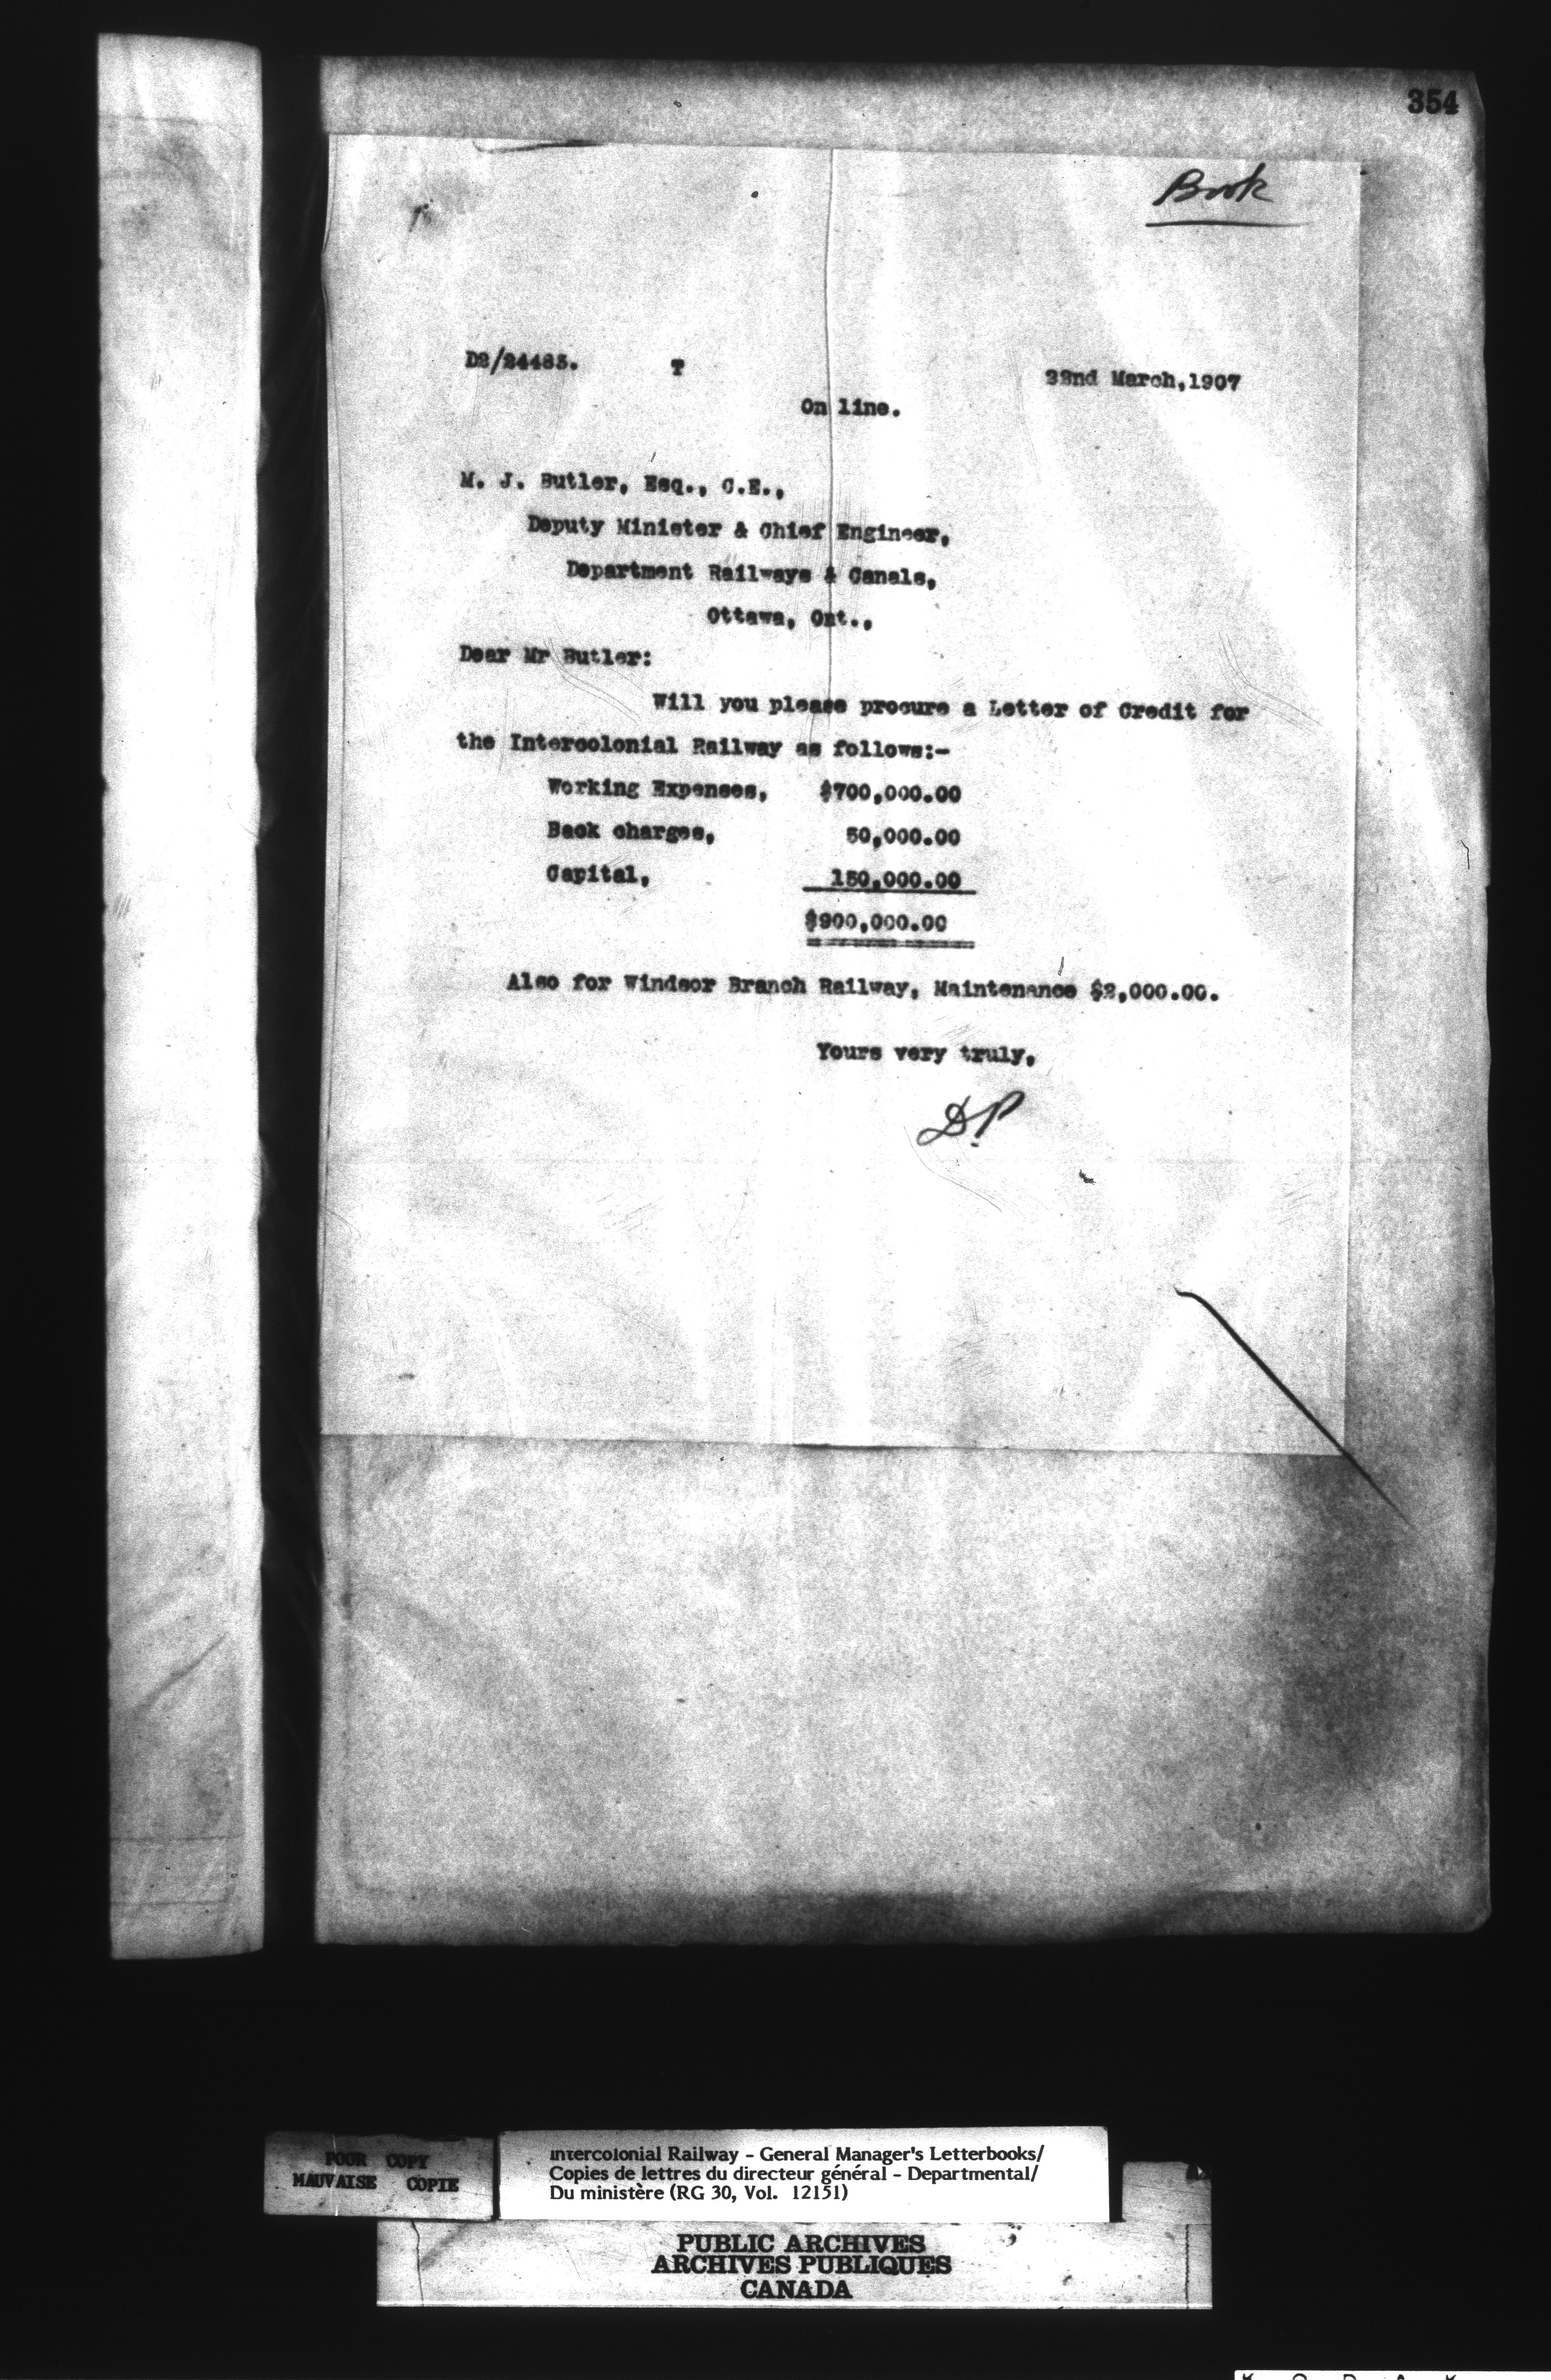 354
Book
D2/24483. T 22nd March,1907
On line.
M. J. Butler, Esq., C.E.,
Deputy Minister & Chief Engineer,
Department Railways & Canals,
Ottawa, Ont.,
Dear Mr Butler:
Will you please procure a Letter of Credit for
the Intercolonial Railway as follows:-
Working Expenses, $700,000.00
Back charges, 50,000.00
Capital, 150,000.00
$900,000.00
Also for Windsor Branch Railway, Maintenance $2,000.00.
Yours very truly,
D.P
POOR COPY
MAUVAISE COPIE
Intercolonial Railway - General Manager's Letterbooks/
Copies de lettres du directeur général - Departmental/
Du ministère (RG 30, Vol. 12151)
PUBLIC ARCHIVES
ARCHIVES PUBLIQUES
CANADA